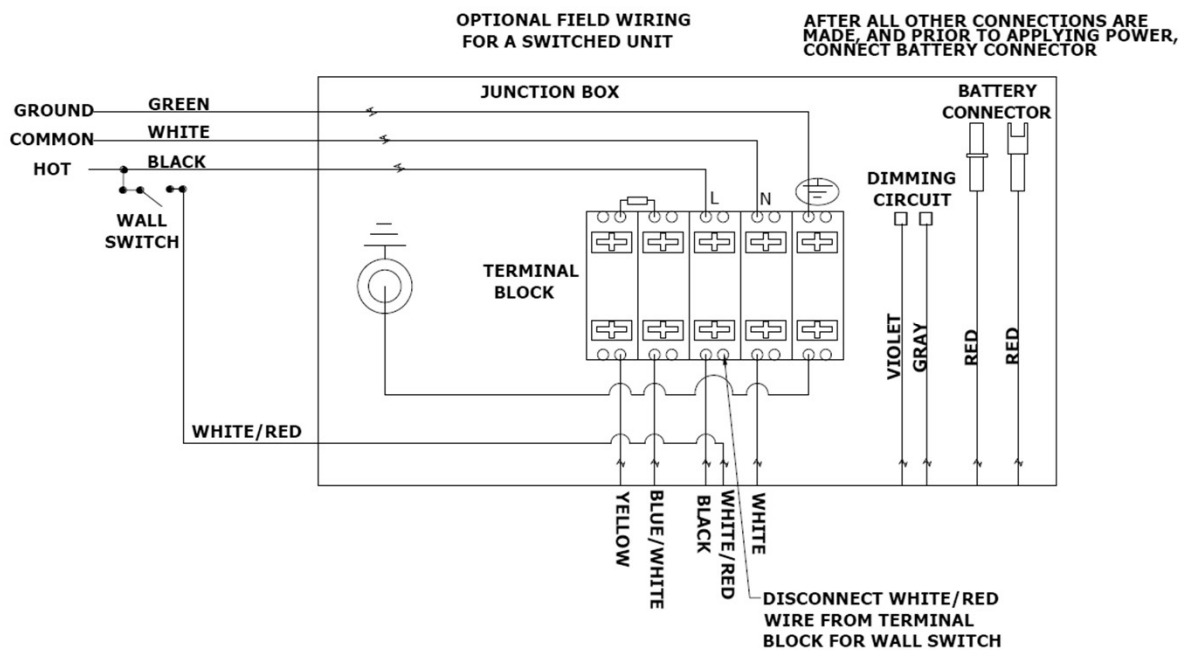 OPTIONAL FIELD WIRING
FOR A SWITCHED UNIT
AFTER ALL OTHER CONNECTIONS ARE
MADE, AND PRIOR TO APPLYING POWER,
CONNECT BATTERY CONNECTOR
JUNCTION BOX
BATTERY
CONNECTOR
GROUND
GREEN
COMMON
WHITE
HOT
BLACK
WALL
SWITCH
DIMMING
CIRCUIT
L
N
TERMINAL
BLOCK
VIOLET
GRAY
RED
RED
WHITE/RED
YELLOW
BLUE/WHITE
BLACK
WHITE/RED
WHITE
DISCONNECT WHITE/RED
WIRE FROM TERMINAL
BLOCK FOR WALL SWITCH